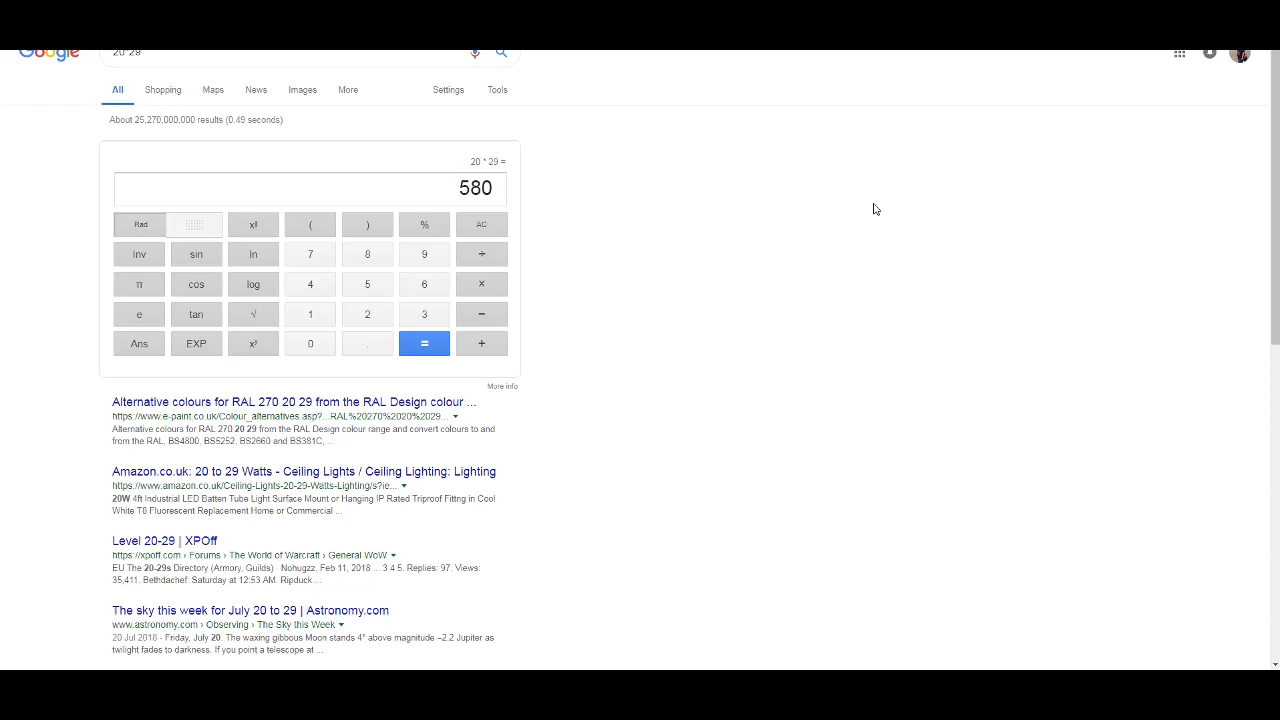 Google 20*29
All Shopping Maps News Images More Settings Tools
About 25,270,000,000 results (0.49 seconds)
20 * 29 =
580
Rad x! ( ) % AC
Inv sin ln 7 8 9 ÷
π cos log 4 5 6 ×
e tan √ 1 2 3 −
Ans EXP xʸ 0 . = +
More info
Alternative colours for RAL 270 20 29 from the RAL Design colour ...
https://www.e-paint.co.uk/Colour_alternatives.asp?...RAL%20270%2020%2029...
Alternative colours for RAL 270 20 29 from the RAL Design colour range and convert colours to and
from the RAL, BS4800, BS5252, BS2660 and BS381C, ...
Amazon.co.uk: 20 to 29 Watts - Ceiling Lights / Ceiling Lighting: Lighting
https://www.amazon.co.uk/Ceiling-Lights-20-29-Watts-Lighting/s?ie...
20W 4ft Industrial LED Batten Tube Light Surface Mount or Hanging IP Rated Triproof Fittng in Cool
White T8 Fluorescent Replacement Home or Commercial ...
Level 20-29 | XPOff
https://xpoff.com › Forums › The World of Warcraft › General WoW
EU The 20-29s Directory (Armory, Guilds) · Nohugzz, Feb 11, 2018 ... 3 4 5. Replies: 97. Views:
35,411. Bethdachef: Saturday at 12:53 AM. Ripduck ...
The sky this week for July 20 to 29 | Astronomy.com
www.astronomy.com › Observing › The Sky this Week
20 Jul 2018 - Friday, July 20. The waxing gibbous Moon stands 4° above magnitude –2.2 Jupiter as
twilight fades to darkness. If you point a telescope at ...